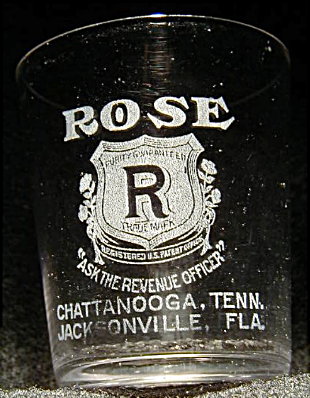 ROSE
PURITY GUARANTEED
R
TRADE MARK
REGISTERED U.S. PATENT OFFICE
"ASK THE REVENUE OFFICER"
CHATTANOOGA, TENN.
JACKSONVILLE, FLA.